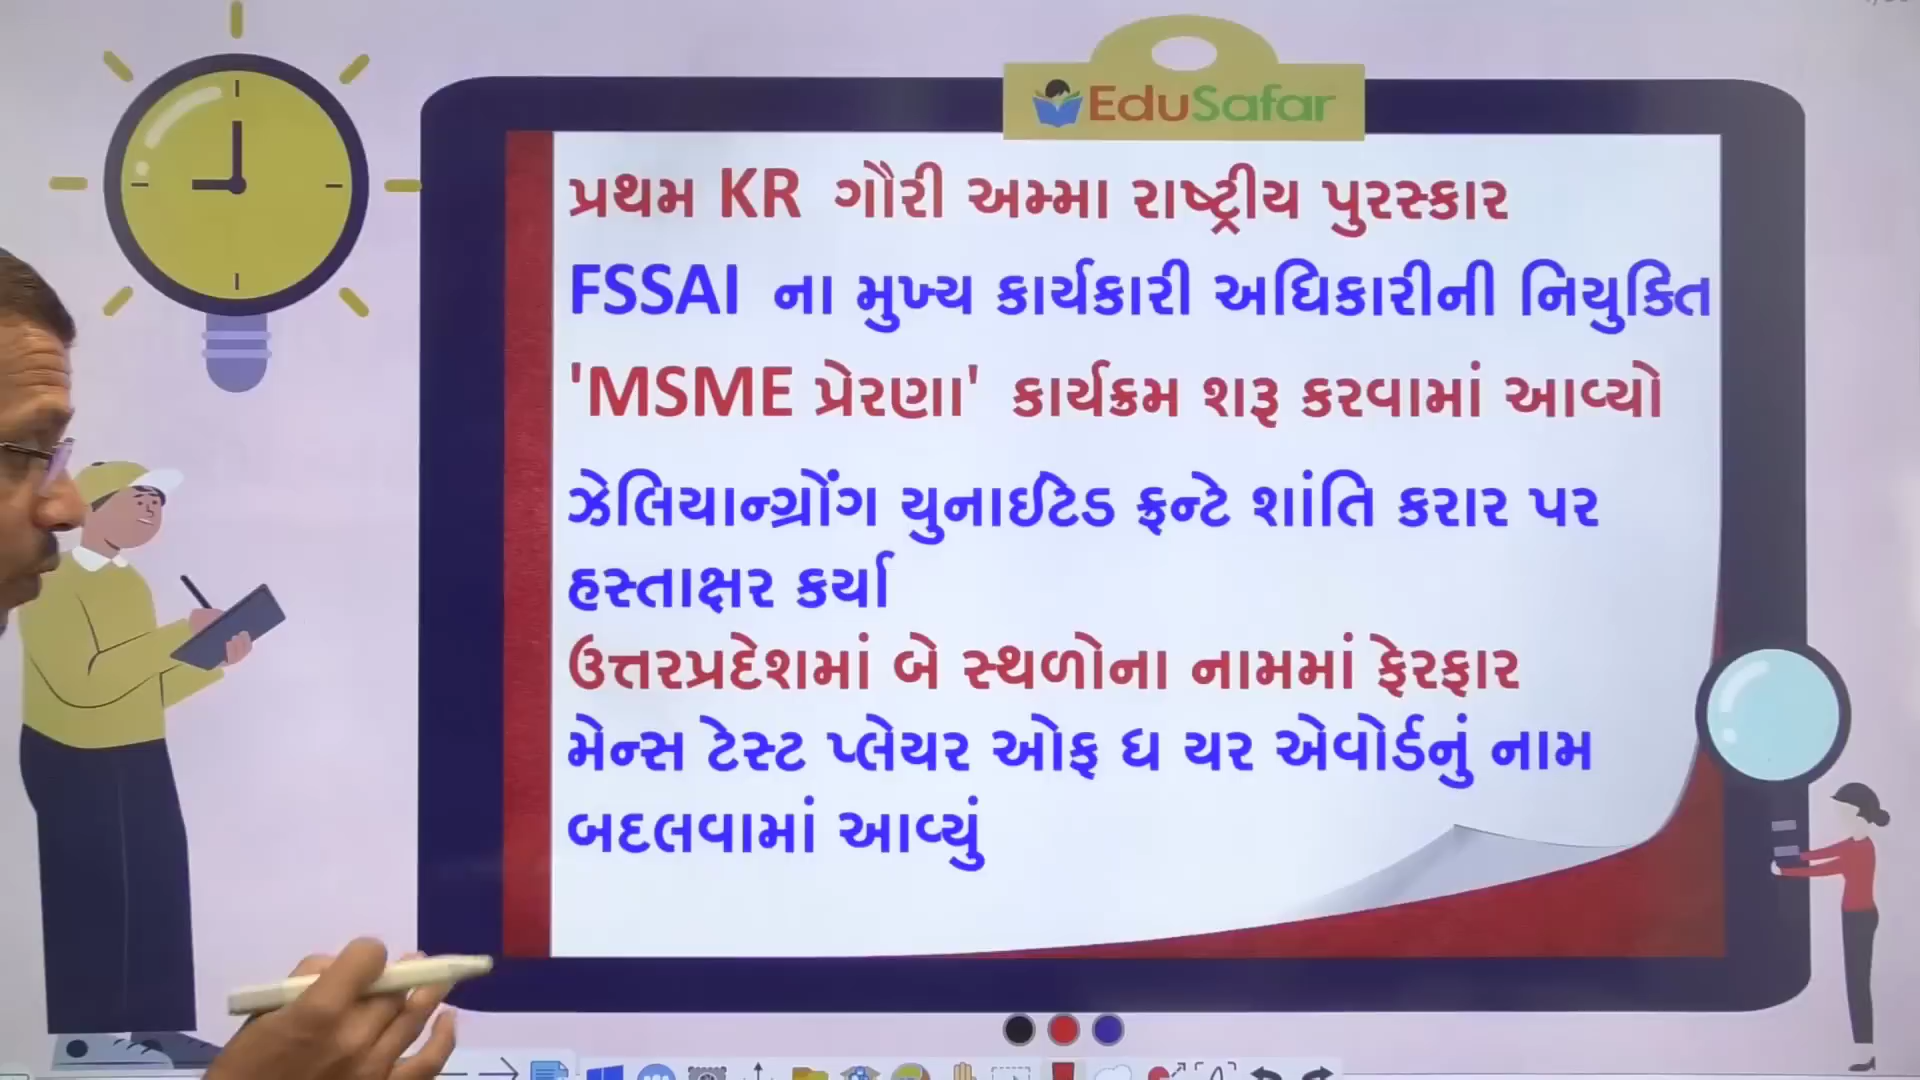 EduSafar
પ્રથમ KR ગૌરી અમ્મા રાષ્ટ્રીય પુરસ્કાર
FSSAI ના મુખ્ય કાર્યકારી અધિકારીની નિયુક્તિ
'MSME પ્રેરણા' કાર્યક્રમ શરૂ કરવામાં આવ્યો
ઝેલિયાન્ગ્રોંગ યુનાઈટેડ ફ્રન્ટે શાંતિ કરાર પર
હસ્તાક્ષર કર્યા
ઉત્તરપ્રદેશમાં બે સ્થળોના નામમાં ફેરફાર
મેન્સ ટેસ્ટ પ્લેયર ઓફ ધ યર એવોર્ડનું નામ
બદલવામાં આવ્યું